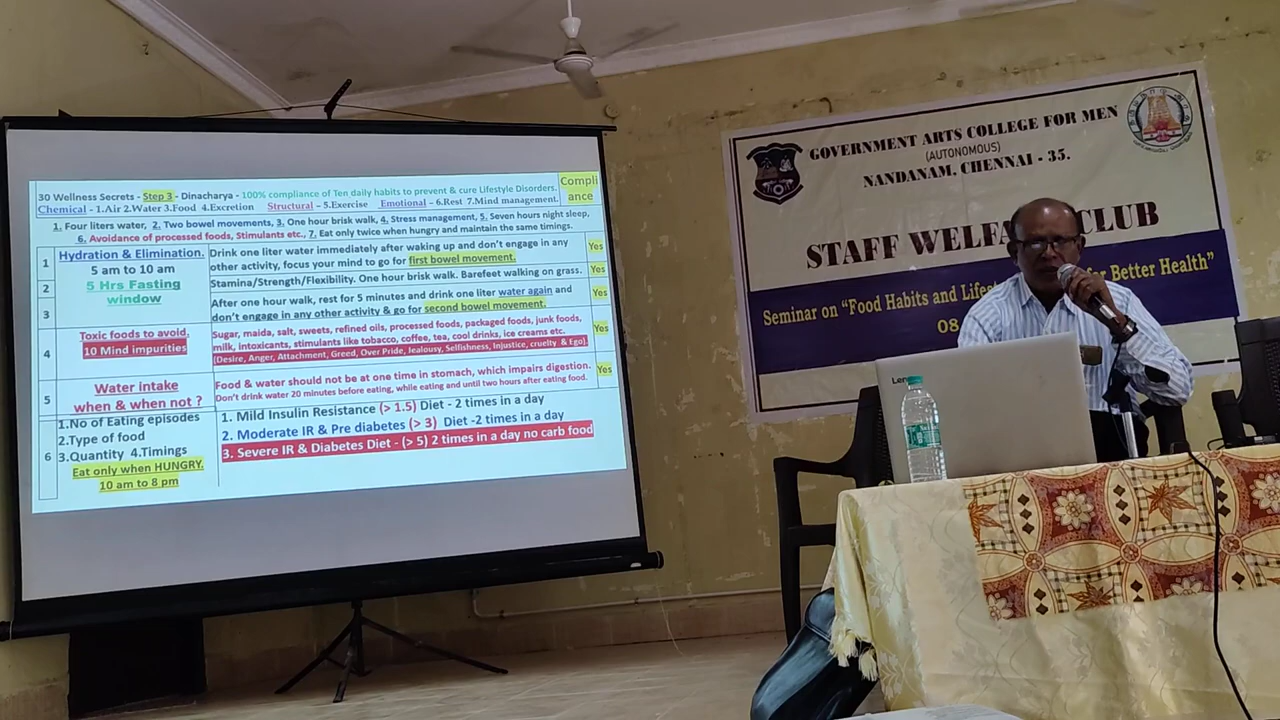 30 Wellness Secrets - Step 3 - Dinacharya - 100% compliance of Ten daily habits to prevent & cure Lifestyle Disorders.
Chemical - 1.Air 2.Water 3.Food 4.Excretion Structural – 5.Exercise Emotional - 6.Rest 7.Mind management.
Compli
ance
1. Four liters water, 2. Two bowel movements, 3. One hour brisk walk, 4. Stress management, 5. Seven hours night sleep,
6. Avoidance of processed foods, Stimulants etc., 7. Eat only twice when hungry and maintain the same timings.
1
Hydration & Elimination.
5 am to 10 am
5 Hrs Fasting
window
Drink one liter water immediately after waking up and don't engage in any
other activity, focus your mind to go for first bowel movement.
Yes
2
Stamina/Strength/Flexibility. One hour brisk walk. Barefeet walking on grass.
Yes
3
After one hour walk, rest for 5 minutes and drink one liter water again and
don't engage in any other activity & go for second bowel movement.
Yes
4
Toxic foods to avoid,
10 Mind impurities
Sugar, maida, salt, sweets, refined oils, processed foods, packaged foods, junk foods,
milk, intoxicants, stimulants like tobacco, coffee, tea, cool drinks, ice creams etc.
(Desire, Anger, Attachment, Greed, Over Pride, Jealousy, Selfishness, Injustice, cruelty & Ego).
Yes
5
Water intake
when & when not ?
Food & water should not be at one time in stomach, which impairs digestion.
Don't drink water 20 minutes before eating, while eating and until two hours after eating food.
Yes
6
1.No of Eating episodes
2.Type of food
3.Quantity 4.Timings
Eat only when HUNGRY.
10 am to 8 pm
1. Mild Insulin Resistance (> 1.5) Diet - 2 times in a day
2. Moderate IR & Pre diabetes (> 3) Diet -2 times in a day
3. Severe IR & Diabetes Diet - (> 5) 2 times in a day no carb food
GOVERNMENT ARTS COLLEGE FOR MEN
(AUTONOMOUS)
NANDANAM, CHENNAI - 35.
STAFF WELFA CLUB
Seminar on "Food Habits and Lifest for Better Health"
08
Len